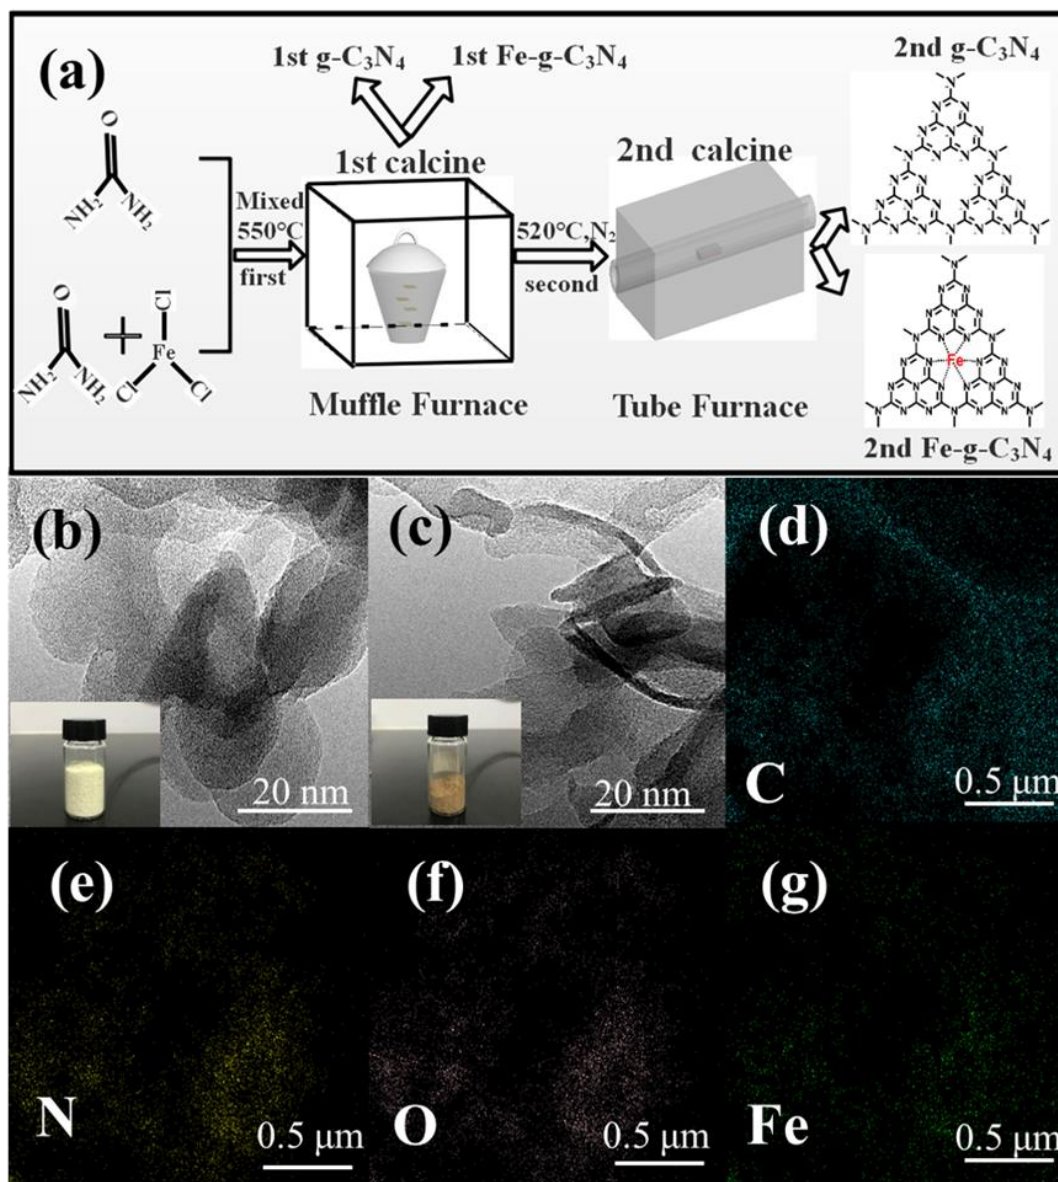 (a)
1st g-C₃N₄
1st Fe-g-C₃N₄
2nd g-C₃N₄
1st calcine
2nd calcine
O
NH₂
NH₂
O
NH₂
NH₂
+
Cl
Fe
Cl
Cl
Mixed
550°C
first
520°C,N₂
second
Muffle Furnace
Tube Furnace
Fe
2nd Fe-g-C₃N₄
(b)
20 nm
(c)
20 nm
(d)
C
0.5 μm
(e)
N
0.5 μm
(f)
O
0.5 μm
(g)
Fe
0.5 μm